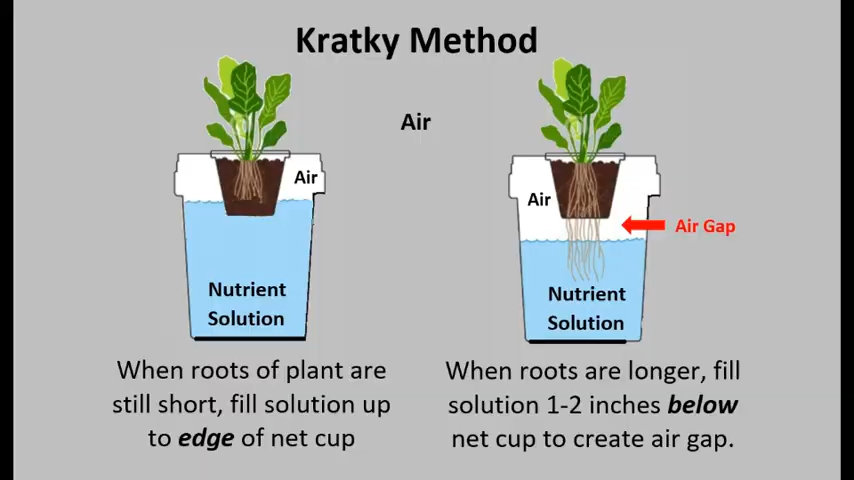 Kratky Method
Air
Air
Nutrient
Solution
When roots of plant are
still short, fill solution up
to edge of net cup
Air
Air Gap
Nutrient
Solution
When roots are longer, fill
solution 1-2 inches below
net cup to create air gap.